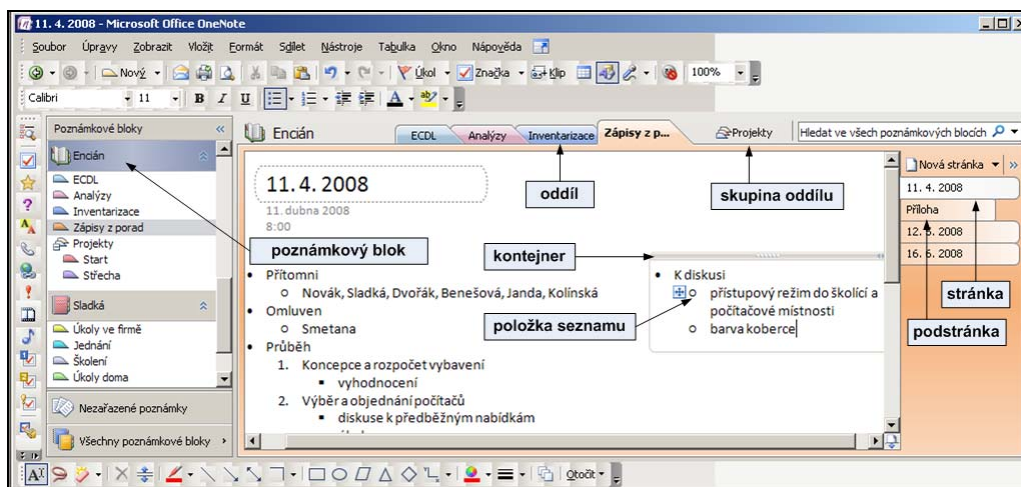 11. 4. 2008 - Microsoft Office OneNote
Soubor Úpravy Zobrazit Vložit Formát Sdílet Nástroje Tabulka Okno Nápověda
Nový Úkol Značka Klip 100%
Calibri 11 B I U A
Poznámkové bloky
Encián
ECDL
Analýzy
Inventarizace
Zápisy z porad
Projekty
Start
Střecha
Sladká
Úkoly ve firmě
Jednání
Školení
Úkoly doma
Nezařazené poznámky
Všechny poznámkové bloky
Encián ECDL Analýzy Inventarizace Zápisy z p... Projekty Hledat ve všech poznámkových blocích
11. 4. 2008
11. dubna 2008
8:00
• Přítomni
o Novák, Sladká, Dvořák, Benešová, Janda, Kolínská
• Omluven
o Smetana
• Průběh
1. Koncepce a rozpočet vybavení
▪ vyhodnocení
2. Výběr a objednání počítačů
▪ diskuse k předběžným nabídkám
• K diskusi
o přístupový režim do školící a
počítačové místnosti
o barva koberce
Nová stránka
11. 4. 2008
Příloha
12. 5. 2008
16. 6. 2008
oddíl
skupina oddílu
poznámkový blok
kontejner
položka seznamu
stránka
podstránka
Otočit